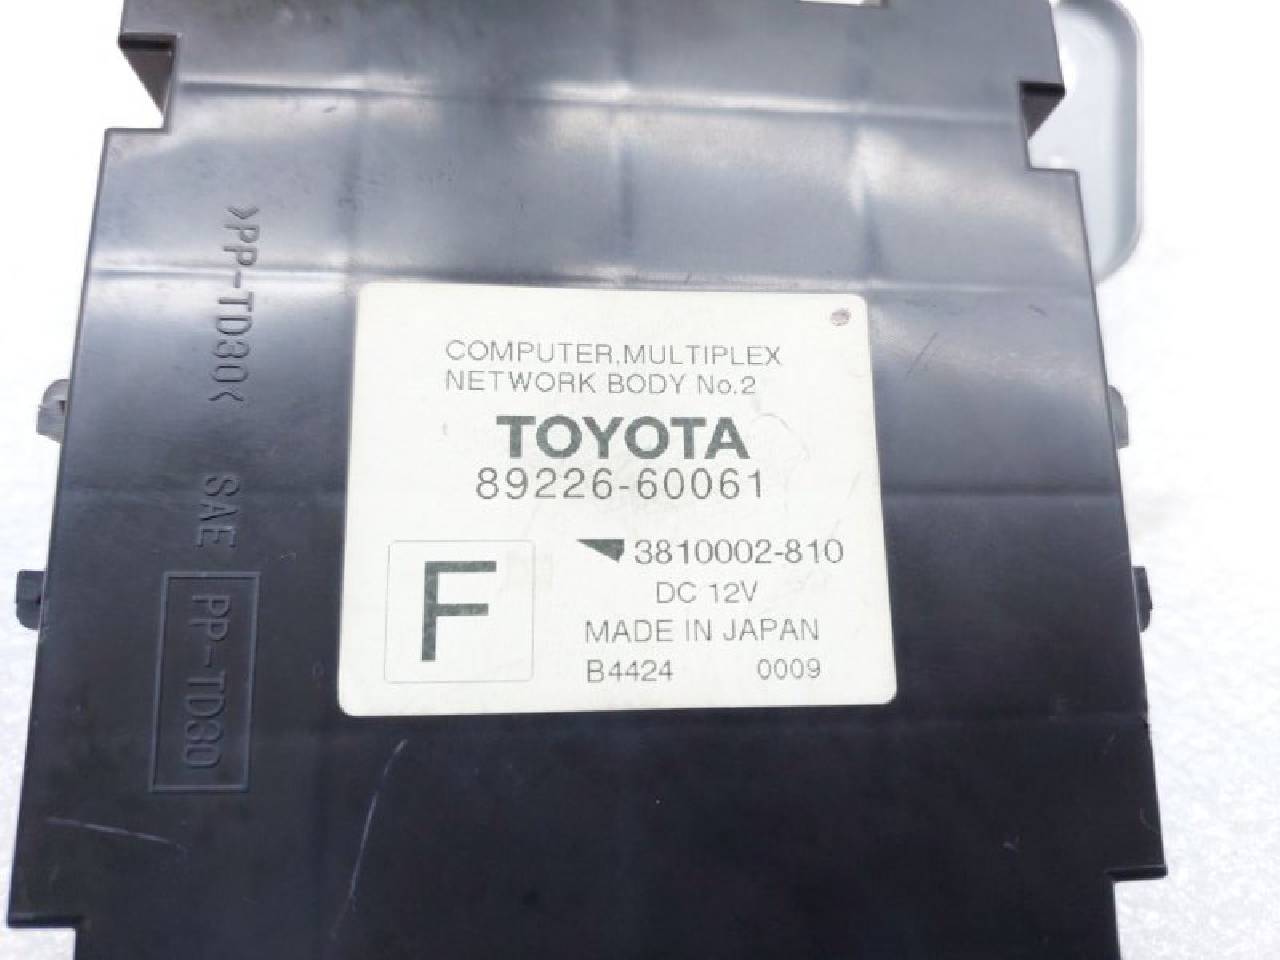 COMPUTER,MULTIPLEX
NETWORK BODY No.2
TOYOTA
89226-60061
3810002-810
F
DC 12V
MADE IN JAPAN
B4424 0009
>PP-TD30<
SAE PP-TD30